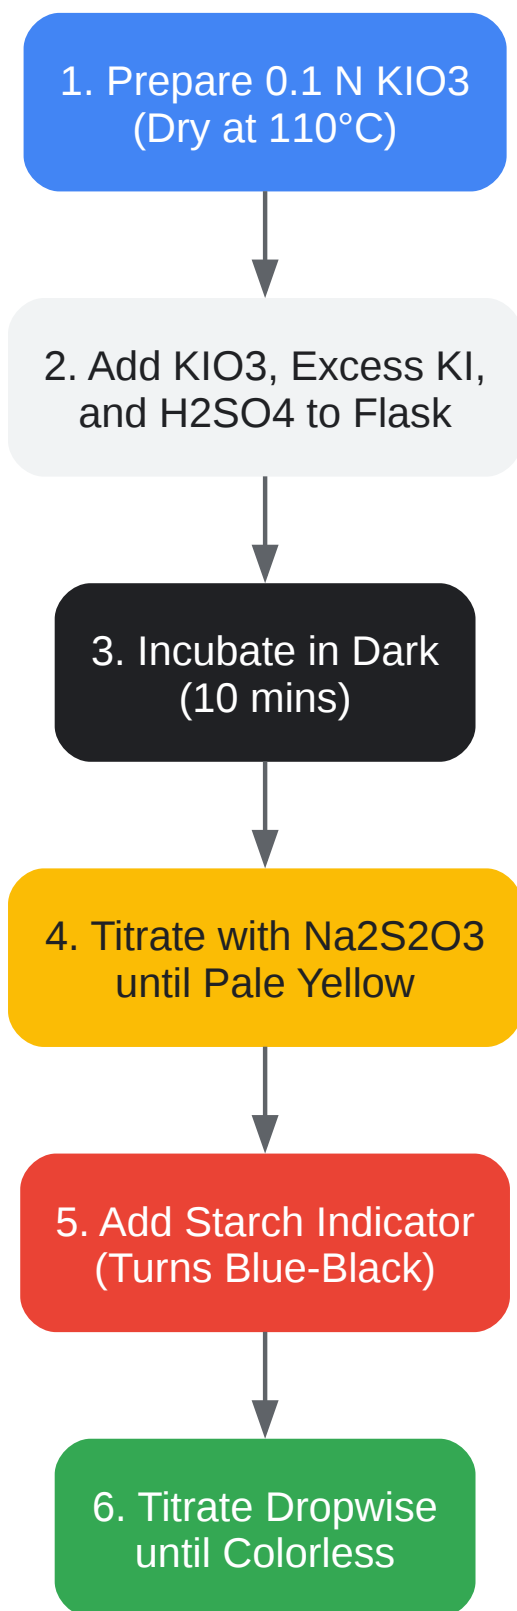 1. Prepare 0.1 N KIO3
(Dry at 110°C)
2. Add KIO3, Excess KI,
and H2SO4 to Flask
3. Incubate in Dark
(10 mins)
4. Titrate with Na2S2O3
until Pale Yellow
5. Add Starch Indicator
(Turns Blue-Black)
6. Titrate Dropwise
until Colorless